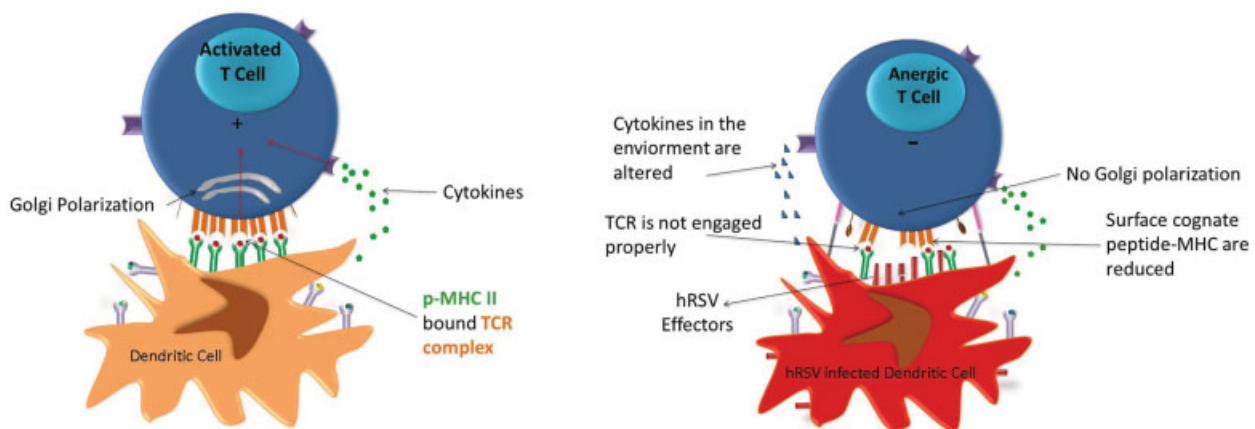 Activated
T Cell
+
Golgi Polarization
Cytokines
p-MHC II
bound TCR
complex
Dendritic Cell
Anergic
T Cell
-
Cytokines in the
enviorment are
altered
No Golgi polarization
TCR is not engaged
properly
Surface cognate
peptide-MHC are
reduced
hRSV
Effectors
hRSV infected Dendritic Cell